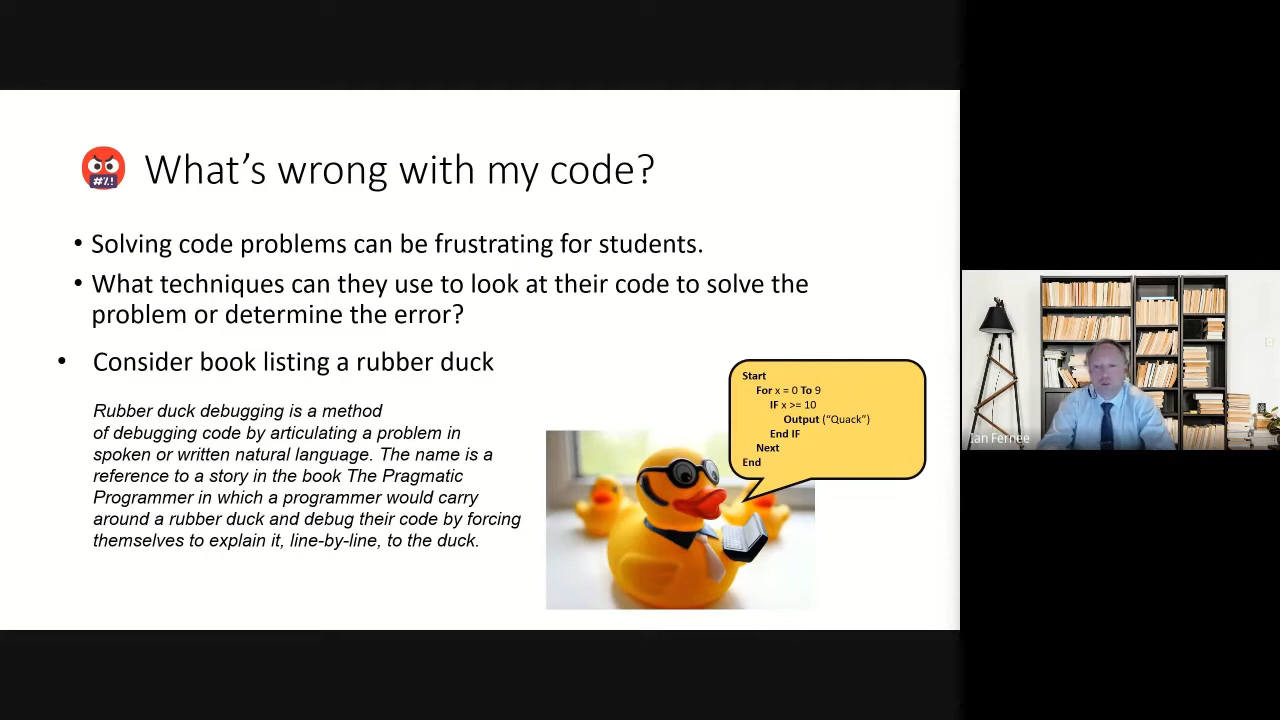 #%!
What's wrong with my code?
• Solving code problems can be frustrating for students.
• What techniques can they use to look at their code to solve the
problem or determine the error?
• Consider book listing a rubber duck
Rubber duck debugging is a method
of debugging code by articulating a problem in
spoken or written natural language. The name is a
reference to a story in the book The Pragmatic
Programmer in which a programmer would carry
around a rubber duck and debug their code by forcing
themselves to explain it, line-by-line, to the duck.
Start
For x = 0 To 9
IF x >= 10
Output (“Quack”)
End IF
Next
End
Ian Fernee